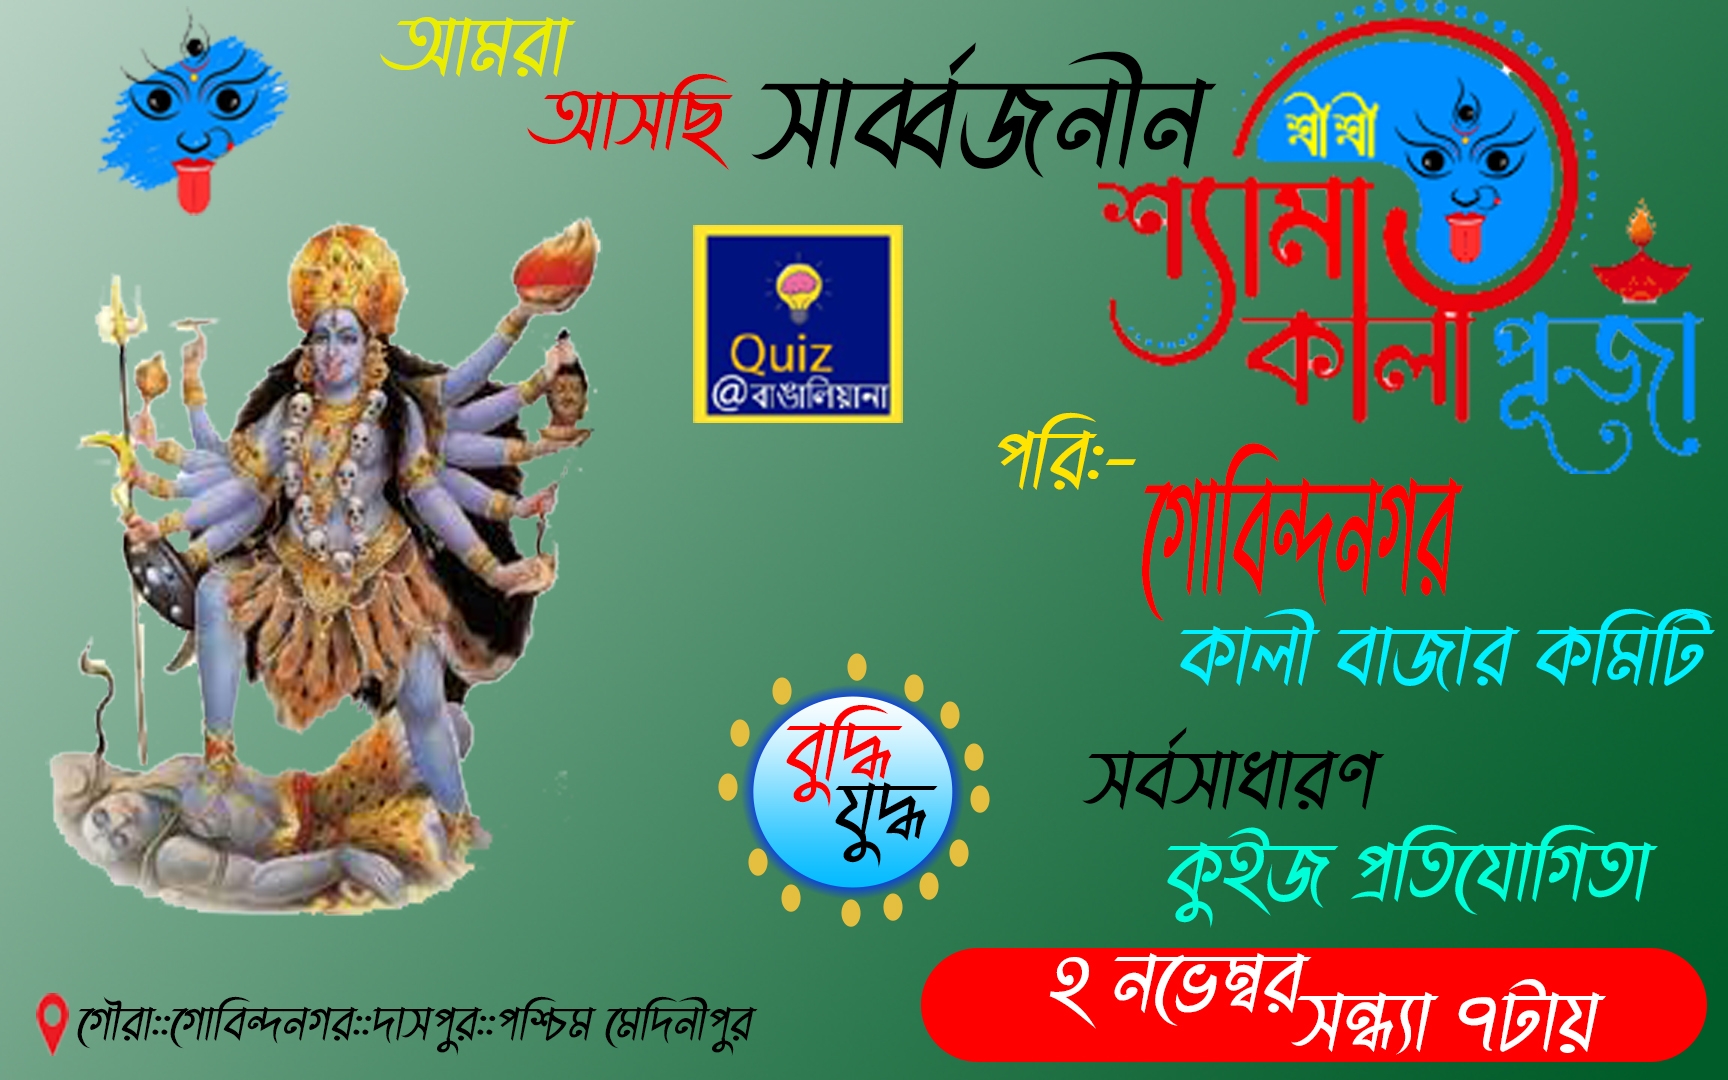 আমরা
আসছি সার্ব্বজনীন
শ্রী শ্রী
শ্যামা
কালী পূজা
Quiz
@বাঙালিয়ানা
পরি:-
গোবিন্দনগর
কালী বাজার কমিটি
বুদ্ধি
যুদ্ধ
সর্বসাধারণ
কুইজ প্রতিযোগিতা
২ নভেম্বর
সন্ধ্যা ৭টায়
গৌরা::গোবিন্দনগর::দাসপুর::পশ্চিম মেদিনীপুর